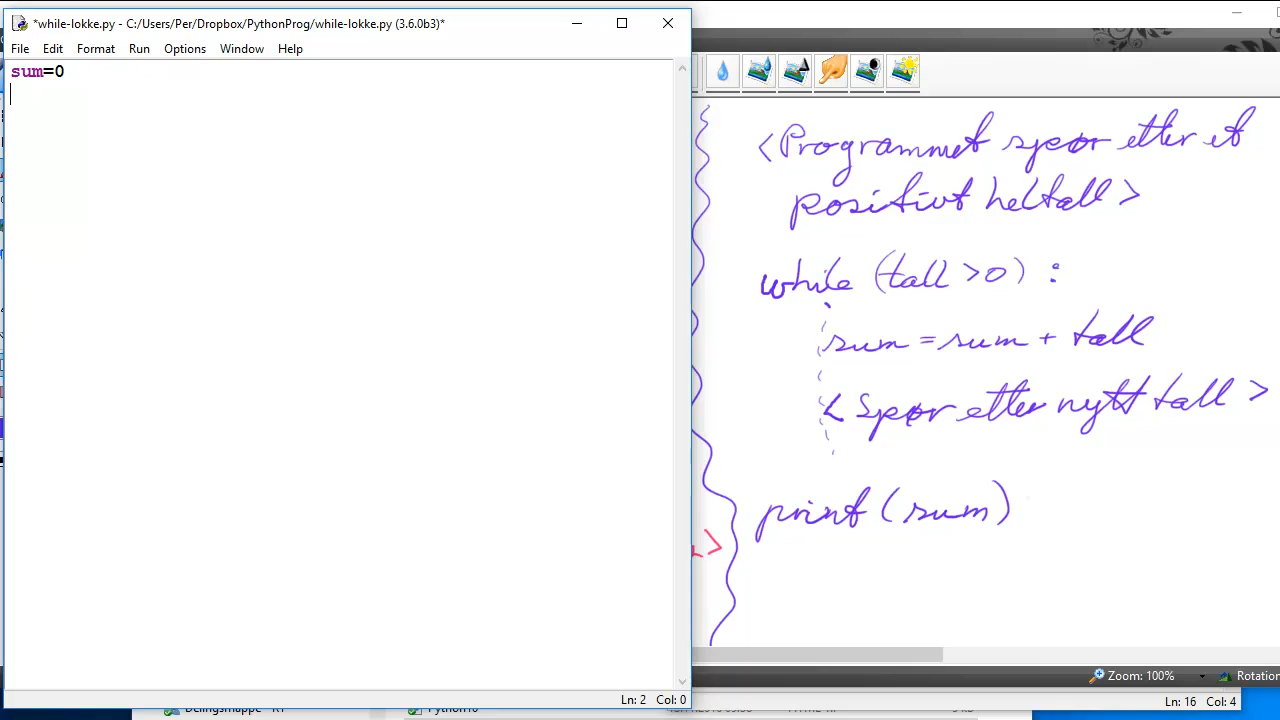 *while-lokke.py - C:/Users/Per/Dropbox/PythonProg/while-lokke.py (3.6.0b3)*
File Edit Format Run Options Window Help
sum=0
<Programmet spør etter et
positivt heltall>
while (tall >0) :
sum = sum + tall
< Spør etter nytt tall >
print (sum)
>
Zoom: 100% Rotation
Ln: 2 Col: 0
Ln: 16 Col: 4